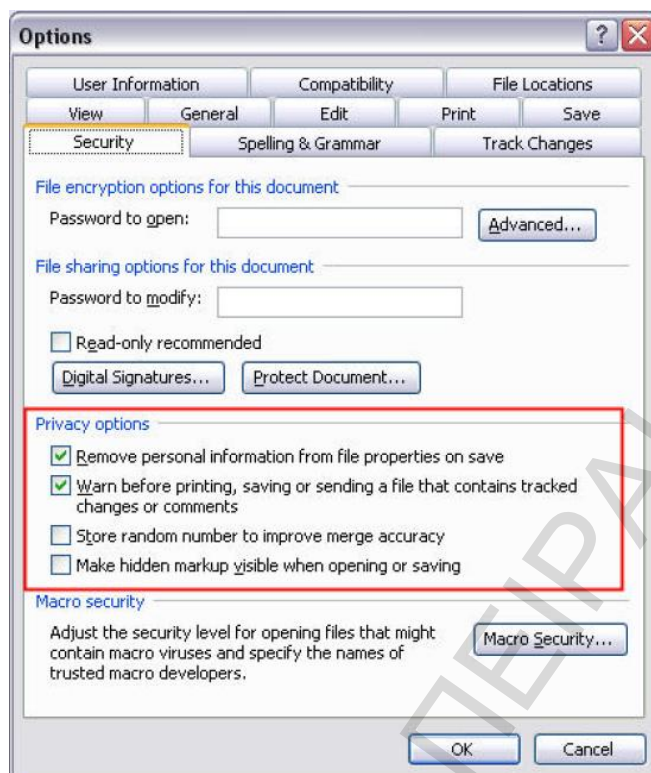 Options
User Information Compatibility File Locations
View General Edit Print Save
Security Spelling & Grammar Track Changes
File encryption options for this document
Password to open: Advanced...
File sharing options for this document
Password to modify:
Read-only recommended
Digital Signatures... Protect Document...
Privacy options
Remove personal information from file properties on save
Warn before printing, saving or sending a file that contains tracked
changes or comments
Store random number to improve merge accuracy
Make hidden markup visible when opening or saving
Macro security
Adjust the security level for opening files that might
contain macro viruses and specify the names of
trusted macro developers.
Macro Security...
OK Cancel